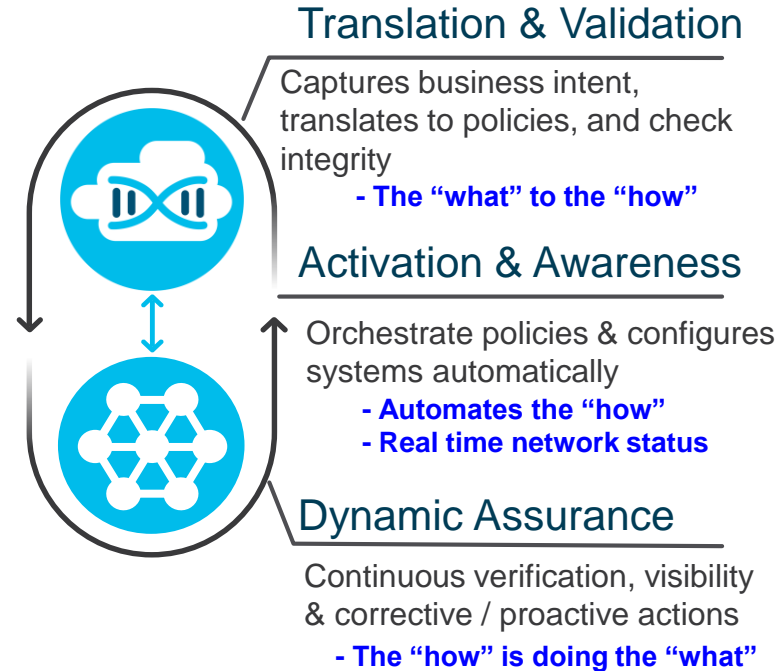 Translation & Validation
Captures business intent,
translates to policies, and check
integrity
- The “what” to the “how”
Activation & Awareness
Orchestrate policies & configures
systems automatically
- Automates the “how”
- Real time network status
Dynamic Assurance
Continuous verification, visibility
& corrective / proactive actions
- The “how” is doing the “what”